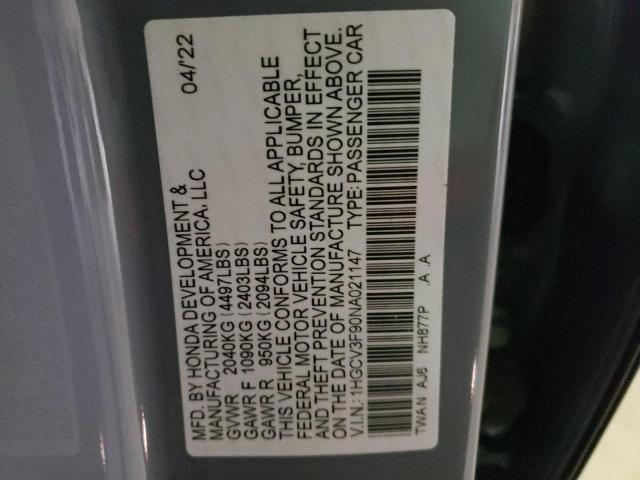 MFD. BY HONDA DEVELOPMENT & 04/'22
MANUFACTURING OF AMERICA, LLC
GVWR 2040KG (4497LBS)
GAWR F 1090KG (2403LBS)
GAWR R 950KG (2094LBS)
THIS VEHICLE CONFORMS TO ALL APPLICABLE
FEDERAL MOTOR VEHICLE SAFETY, BUMPER,
AND THEFT PREVENTION STANDARDS IN EFFECT
ON THE DATE OF MANUFACTURE SHOWN ABOVE.
V.I.N.:1HGCV3F90NA021147 TYPE:PASSENGER CAR
TWAN AJ6 NH877P .A .A